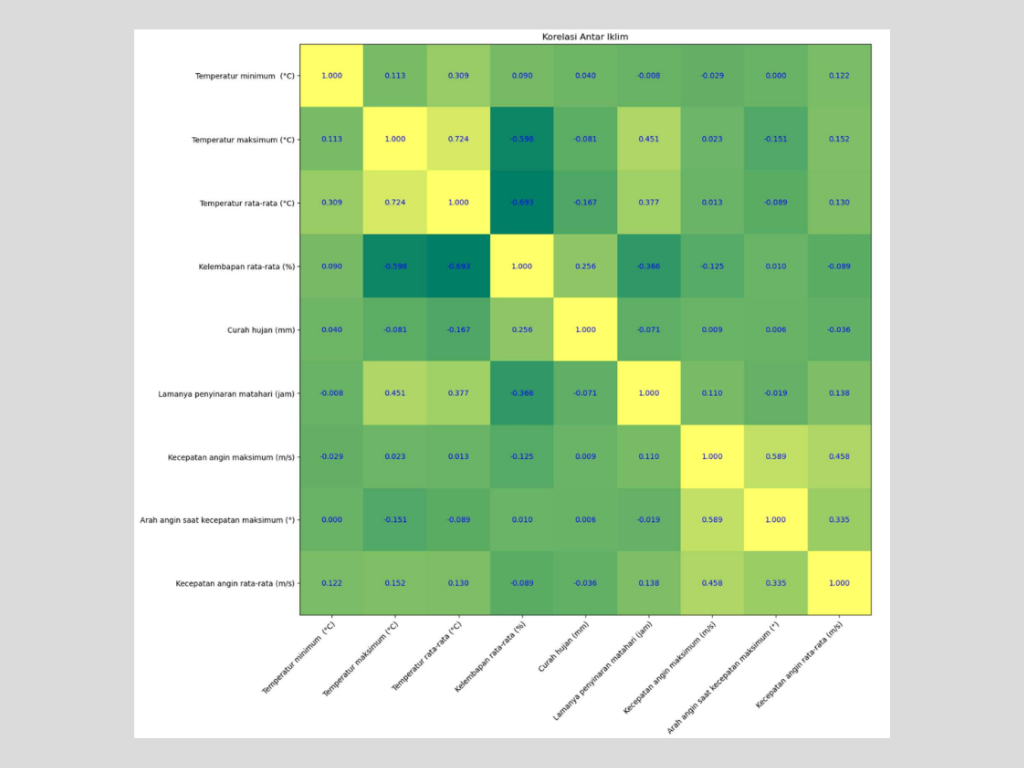 Korelasi Antar Iklim
Temperatur minimum (°C) 1.000 0.113 0.309 0.090 0.040 -0.008 -0.029 0.000 0.122
Temperatur maksimum (°C) 0.113 1.000 0.724 -0.598 -0.081 0.451 0.023 -0.151 0.152
Temperatur rata-rata (°C) 0.309 0.724 1.000 -0.693 -0.167 0.377 0.013 -0.089 0.130
Kelembapan rata-rata (%) 0.090 -0.598 -0.693 1.000 0.256 -0.366 -0.125 0.010 -0.089
Curah hujan (mm) 0.040 -0.081 -0.167 0.256 1.000 -0.071 0.009 0.006 -0.036
Lamanya penyinaran matahari (jam) -0.008 0.451 0.377 -0.366 -0.071 1.000 0.110 -0.019 0.138
Kecepatan angin maksimum (m/s) -0.029 0.023 0.013 -0.125 0.009 0.110 1.000 0.589 0.458
Arah angin saat kecepatan maksimum (°) 0.000 -0.151 -0.089 0.010 0.006 -0.019 0.589 1.000 0.335
Kecepatan angin rata-rata (m/s) 0.122 0.152 0.130 -0.089 -0.036 0.138 0.458 0.335 1.000
Temperatur minimum (°C)
Temperatur maksimum (°C)
Temperatur rata-rata (°C)
Kelembapan rata-rata (%)
Curah hujan (mm)
Lamanya penyinaran matahari (jam)
Kecepatan angin maksimum (m/s)
Arah angin saat kecepatan maksimum (°)
Kecepatan angin rata-rata (m/s)